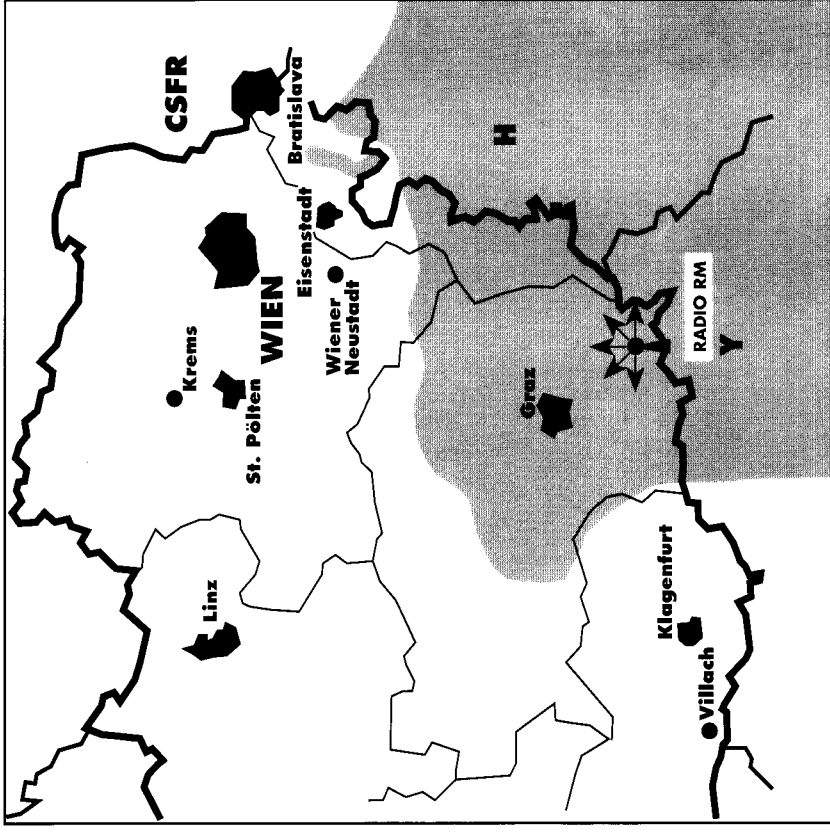 CSFR
Bratislava
Krems
WIEN
Eisenstadt
St. Pölten
Wiener
Neustadt
H
Linz
Graz
RADIO RM
Y
Klagenfurt
Villach